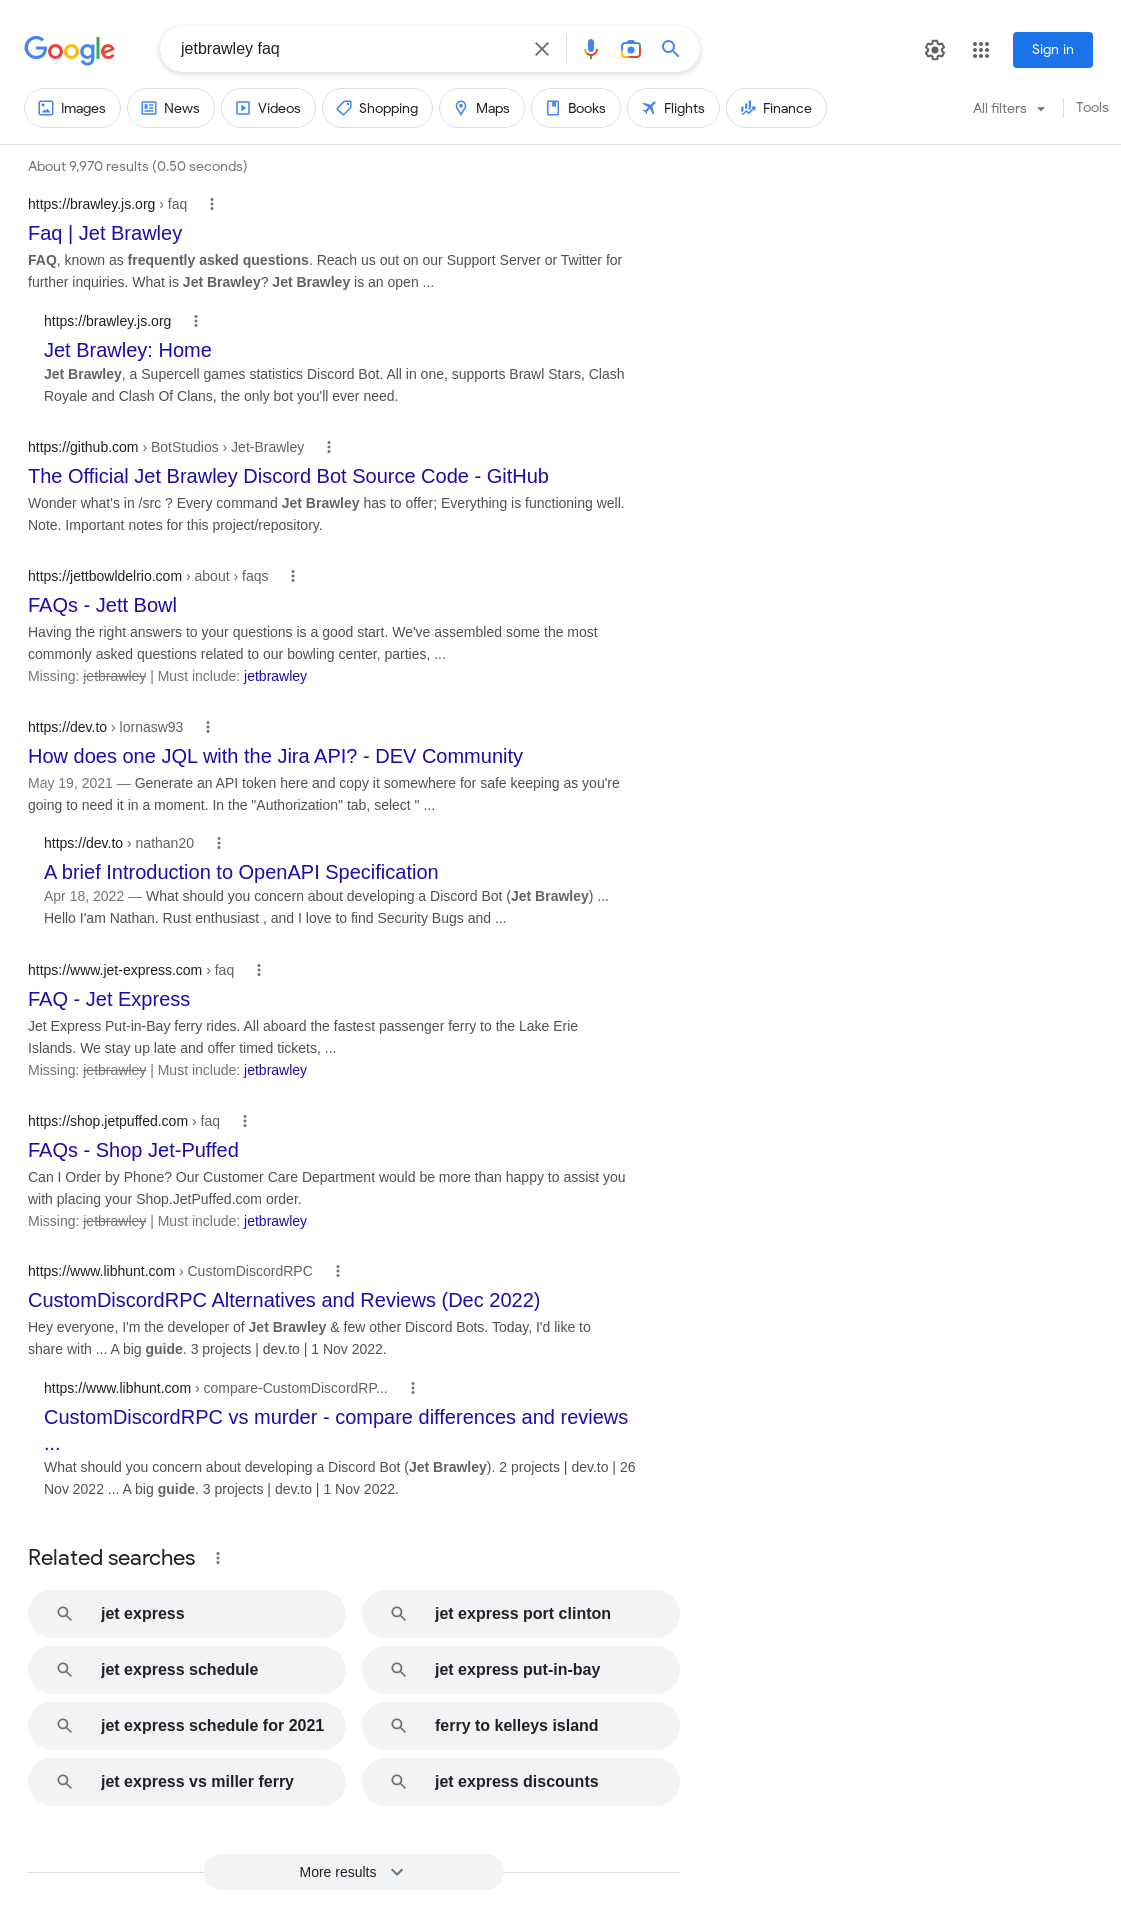 Google
jetbrawley faq
Sign in
Images News Videos Shopping Maps Books Flights Finance All filters Tools
About 9,970 results (0.50 seconds)
https://brawley.js.org › faq
Faq | Jet Brawley
FAQ, known as frequently asked questions. Reach us out on our Support Server or Twitter for
further inquiries. What is Jet Brawley? Jet Brawley is an open ...
https://brawley.js.org
Jet Brawley: Home
Jet Brawley, a Supercell games statistics Discord Bot. All in one, supports Brawl Stars, Clash
Royale and Clash Of Clans, the only bot you'll ever need.
https://github.com › BotStudios › Jet-Brawley
The Official Jet Brawley Discord Bot Source Code - GitHub
Wonder what's in /src ? Every command Jet Brawley has to offer; Everything is functioning well.
Note. Important notes for this project/repository.
https://jettbowldelrio.com › about › faqs
FAQs - Jett Bowl
Having the right answers to your questions is a good start. We've assembled some the most
commonly asked questions related to our bowling center, parties, ...
Missing: jetbrawley | Must include: jetbrawley
https://dev.to › lornasw93
How does one JQL with the Jira API? - DEV Community
May 19, 2021 — Generate an API token here and copy it somewhere for safe keeping as you're
going to need it in a moment. In the "Authorization" tab, select " ...
https://dev.to › nathan20
A brief Introduction to OpenAPI Specification
Apr 18, 2022 — What should you concern about developing a Discord Bot (Jet Brawley) ...
Hello I'am Nathan. Rust enthusiast , and I love to find Security Bugs and ...
https://www.jet-express.com › faq
FAQ - Jet Express
Jet Express Put-in-Bay ferry rides. All aboard the fastest passenger ferry to the Lake Erie
Islands. We stay up late and offer timed tickets, ...
Missing: jetbrawley | Must include: jetbrawley
https://shop.jetpuffed.com › faq
FAQs - Shop Jet-Puffed
Can I Order by Phone? Our Customer Care Department would be more than happy to assist you
with placing your Shop.JetPuffed.com order.
Missing: jetbrawley | Must include: jetbrawley
https://www.libhunt.com › CustomDiscordRPC
CustomDiscordRPC Alternatives and Reviews (Dec 2022)
Hey everyone, I'm the developer of Jet Brawley & few other Discord Bots. Today, I'd like to
share with ... A big guide. 3 projects | dev.to | 1 Nov 2022.
https://www.libhunt.com › compare-CustomDiscordRP...
CustomDiscordRPC vs murder - compare differences and reviews
...
What should you concern about developing a Discord Bot (Jet Brawley). 2 projects | dev.to | 26
Nov 2022 ... A big guide. 3 projects | dev.to | 1 Nov 2022.
Related searches
jet express
jet express port clinton
jet express schedule
jet express put-in-bay
jet express schedule for 2021
ferry to kelleys island
jet express vs miller ferry
jet express discounts
More results